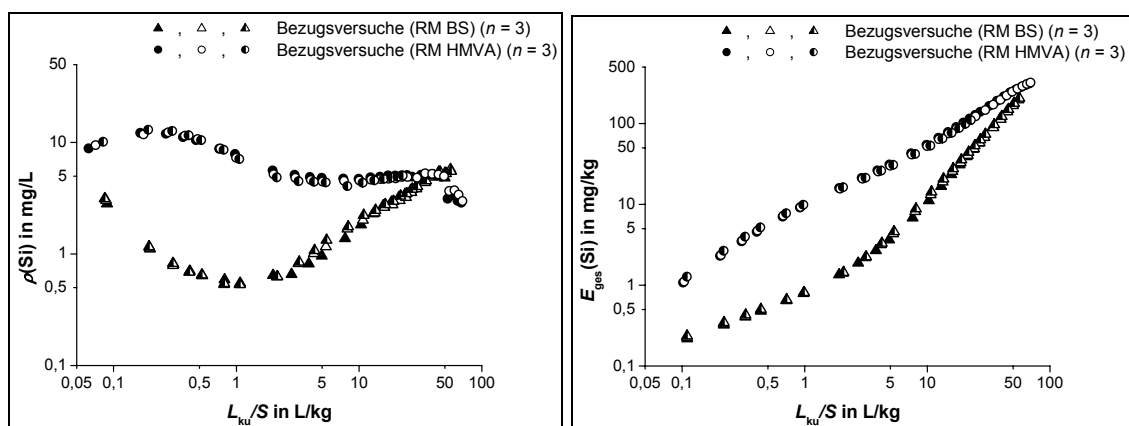 , , Bezugsversuche (RM BS) (n = 3)
, , Bezugsversuche (RM HMVA) (n = 3)
50
10
5
1
0,5
0,1
ρ(Si) in mg/L
0,05 0,1 0,5 1 5 10 50 100
Lku/S in L/kg
, , Bezugsversuche (RM BS) (n = 3)
, , Bezugsversuche (RM HMVA) (n = 3)
500
100
50
10
5
1
0,5
0,1
Eges(Si) in mg/kg
0,1 0,5 1 5 10 50 100
Lku/S in L/kg